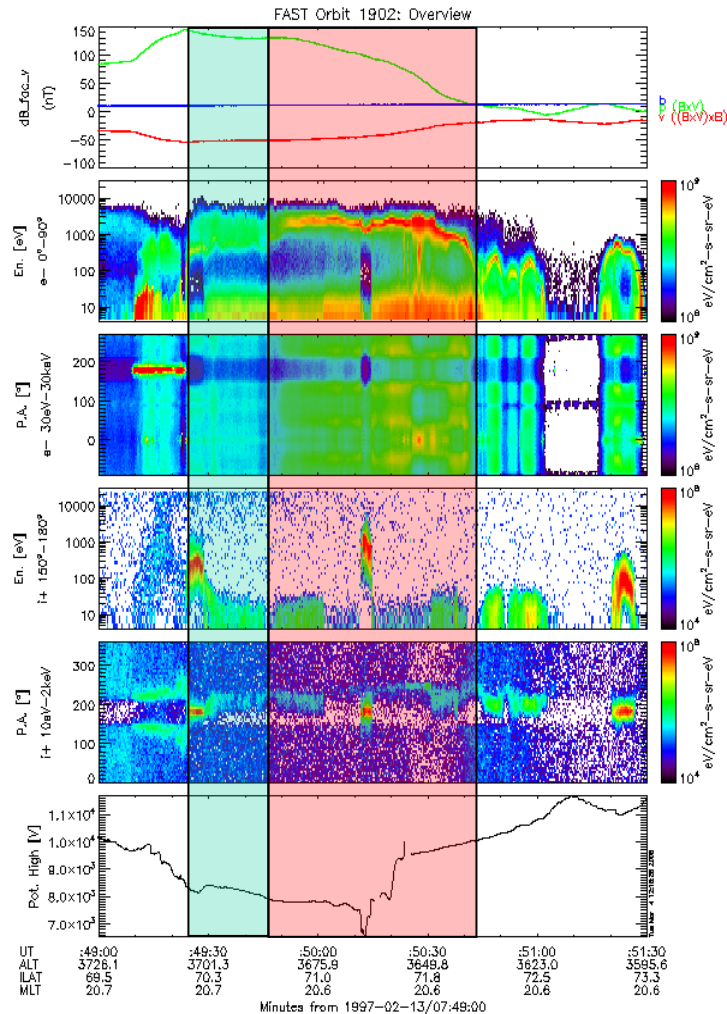 FAST Orbit 1902: Overview
150
100
50
0
−50
−100
dB_fac_v
(nT)
b
p (BxV)
v ((BxV)xB)
10000
1000
100
10
En. [eV]
e− 0°−90°
10⁹
10⁶
eV/cm²−s−sr−eV
200
100
0
P.A. [°]
e− 30eV−30keV
10⁹
eV/cm²−s−sr−eV
10000
1000
100
10
En. [eV]
i+ 150°−180°
10⁸
10⁴
eV/cm²−s−sr−eV
300
200
100
0
P.A. [°]
10⁸
10⁴
eV/cm²−s−sr−eV
1.1×10⁴
1.0×10⁴
9.0×10³
8.0×10³
7.0×10³
Pot. High [V]
UT :49:00 :49:30 :50:00 :50:30 :51:00 :51:30
ALT 3726.1 3701.3 3675.9 3649.8 3623.0 3595.6
ILAT 69.5 70.3 71.0 71.8 72.5 73.3
MLT 20.7 20.7 20.6 20.6 20.6 20.6
Minutes from 1997−02−13/07:49:00